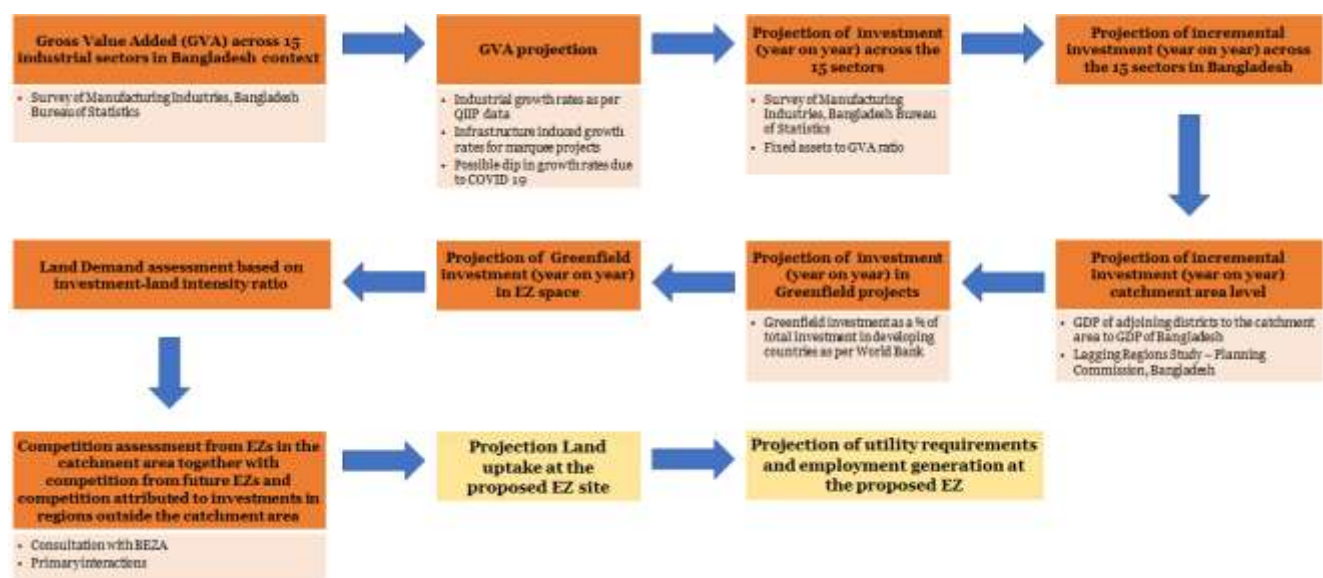 Gross Value Added (GVA) across 15
industrial sectors in Bangladesh context
• Survey of Manufacturing Industries, Bangladesh
Bureau of Statistics
GVA projection
• Industrial growth rates as per
QIIP data
• Infrastructure induced growth
rates for marquee projects
• Possible dip in growth rates due
to COVID 19
Projection of investment
(year on year) across the
15 sectors
• Survey of Manufacturing
Industries, Bangladesh Bureau
of Statistics
• Fixed assets to GVA ratio
Projection of incremental
investment (year on year) across
the 15 sectors in Bangladesh
Projection of incremental
investment (year on year)
catchment area level
• GDP of adjoining districts to the catchment
area to GDP of Bangladesh
• Lagging Regions Study – Planning
Commission, Bangladesh
Projection of investment
(year on year) in
Greenfield projects
• Greenfield investment as a % of
total investment in developing
countries as per World Bank
Projection of Greenfield
investment (year on year)
in EZ space
Land Demand assessment based on
investment-land intensity ratio
Competition assessment from EZs in the
catchment area together with
competition from future EZs and
competition attributed to investments in
regions outside the catchment area
• Consultation with BEZA
• Primary interactions
Projection Land
uptake at the
proposed EZ site
Projection of utility requirements
and employment generation at
the proposed EZ